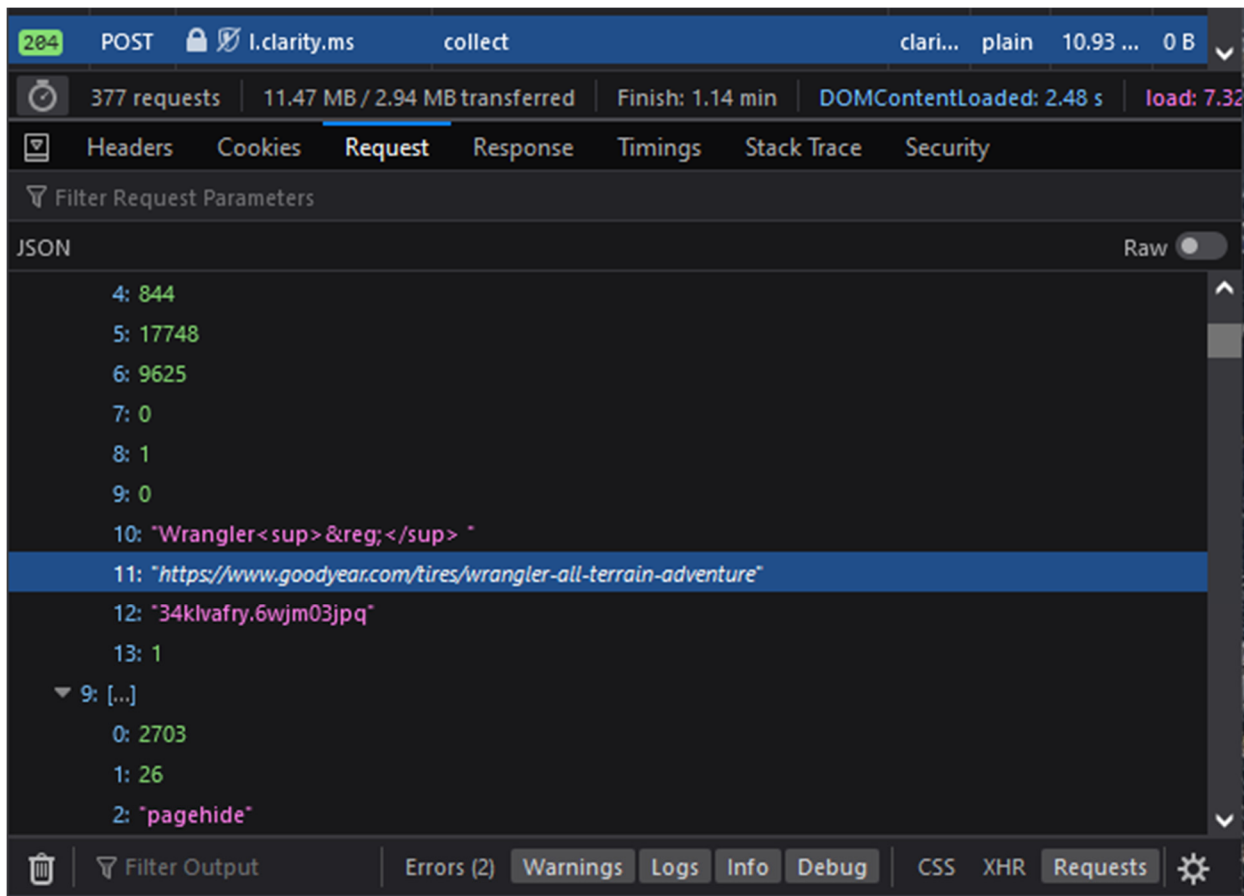 204 POST l.clarity.ms collect clari... plain 10.93 ... 0 B
377 requests 11.47 MB / 2.94 MB transferred Finish: 1.14 min DOMContentLoaded: 2.48 s load: 7.32
Headers Cookies Request Response Timings Stack Trace Security
Filter Request Parameters
JSON Raw
4: 844
5: 17748
6: 9625
7: 0
8: 1
9: 0
10: "Wrangler<sup>&reg;</sup> "
11: "https://www.goodyear.com/tires/wrangler-all-terrain-adventure"
12: "34klvafry.6wjm03jpq"
13: 1
9: [...]
0: 2703
1: 26
2: "pagehide"
Filter Output Errors (2) Warnings Logs Info Debug CSS XHR Requests